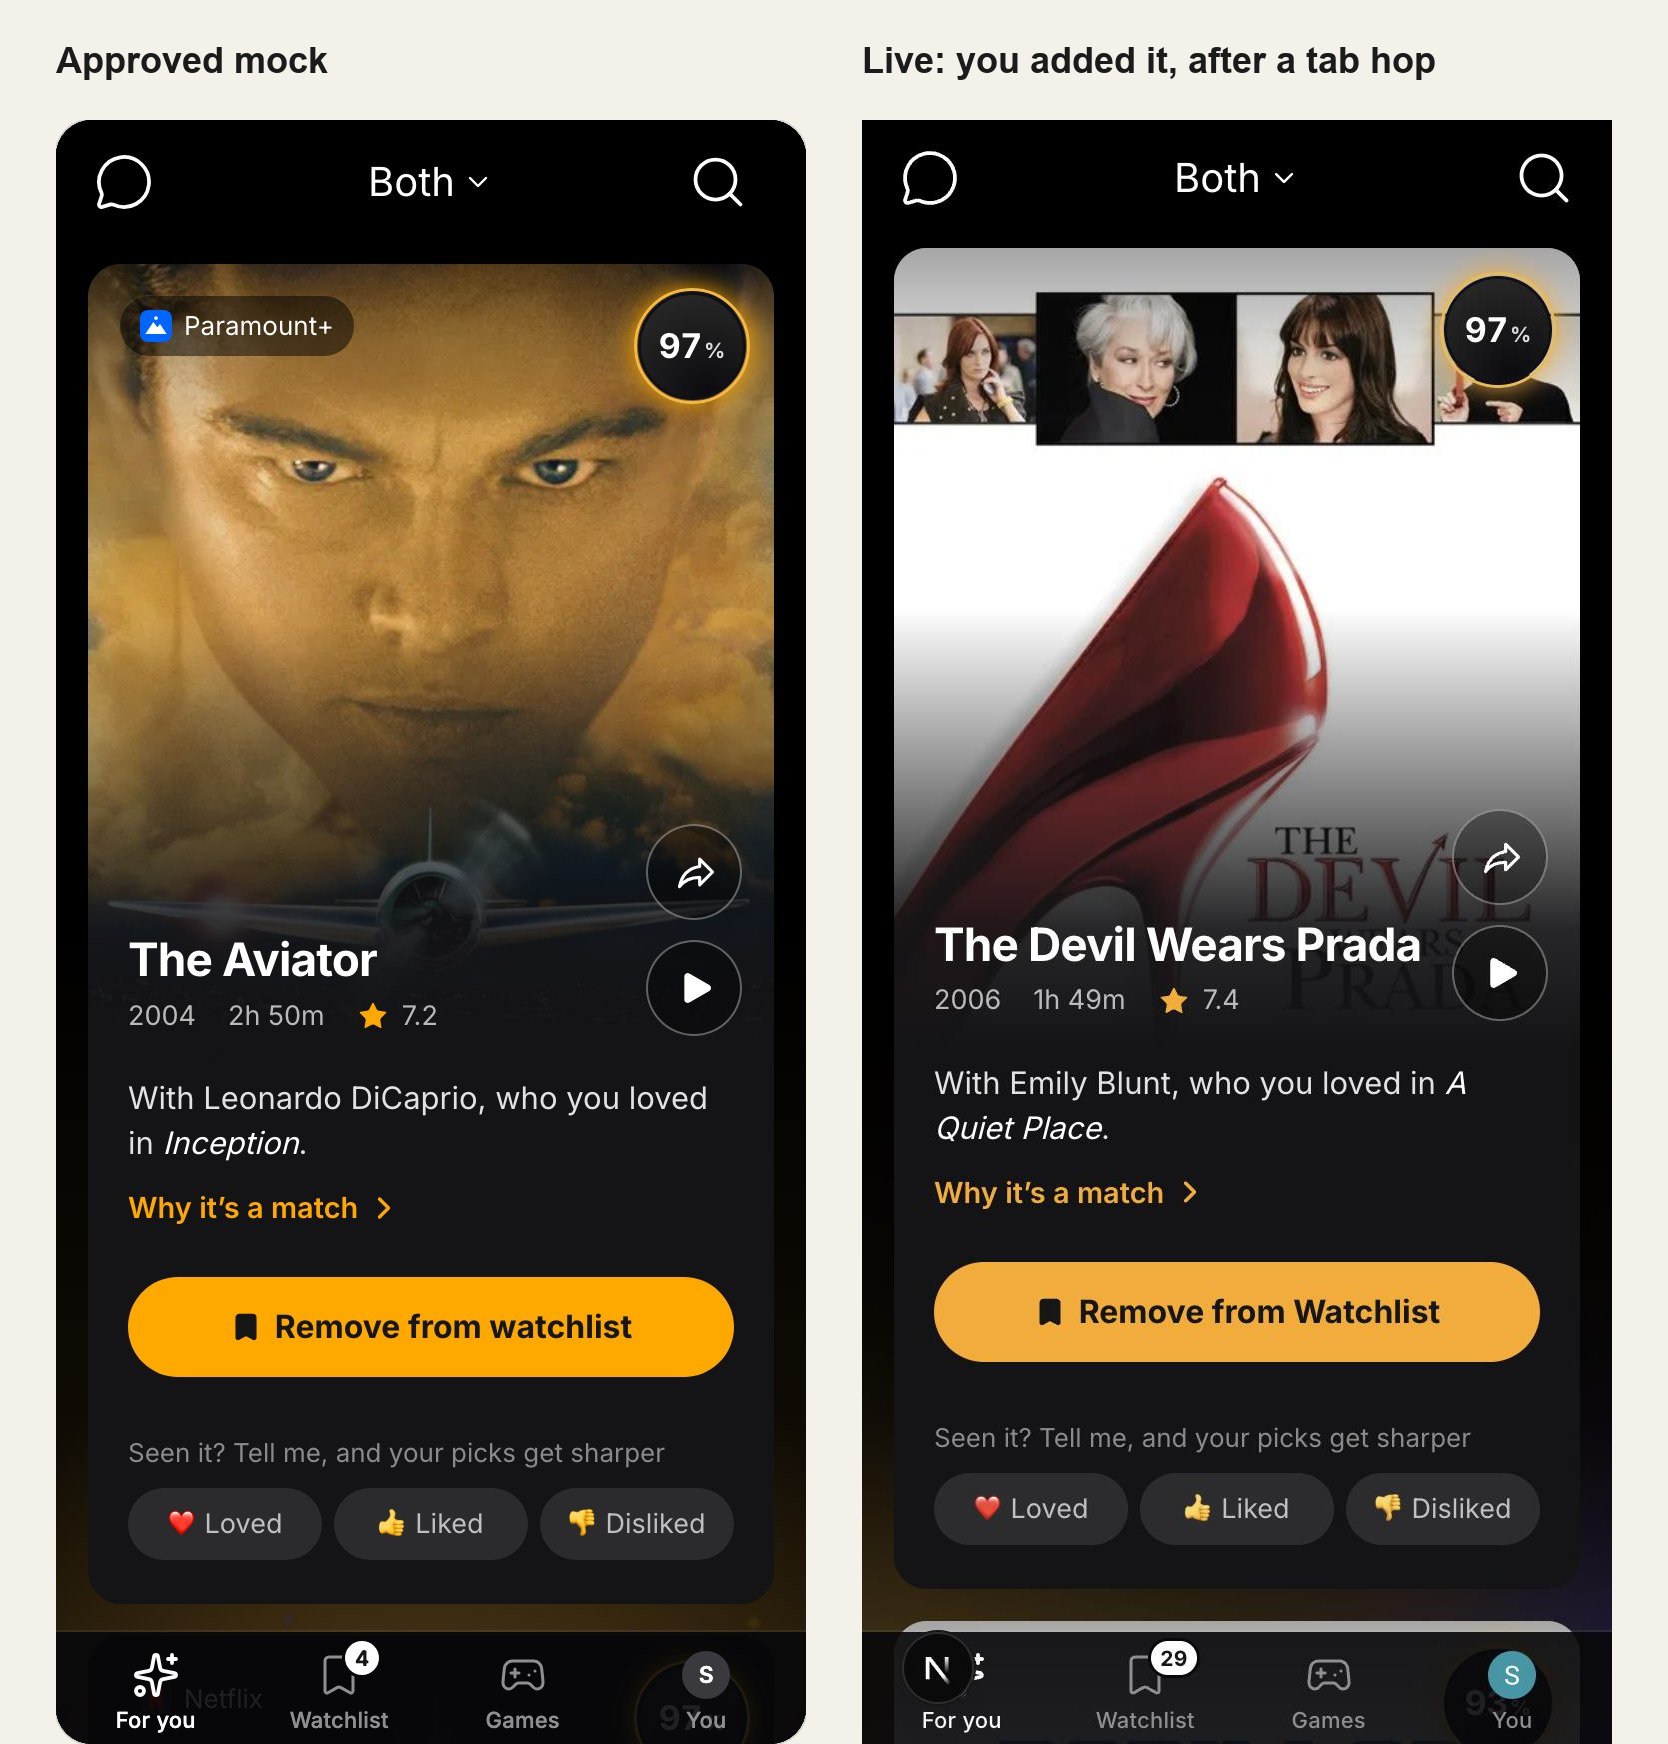 Approved mock
Both
Paramount+
97%
The Aviator
2004 2h 50m 7.2
With Leonardo DiCaprio, who you loved
in Inception.
Why it’s a match
Remove from watchlist
Seen it? Tell me, and your picks get sharper
Loved Liked Disliked
Netflix
97
4
S
For you Watchlist Games You
Live: you added it, after a tab hop
Both
97%
THE
DEVIL
WEARS
PRADA
The Devil Wears Prada
2006 1h 49m 7.4
With Emily Blunt, who you loved in A
Quiet Place.
Why it’s a match
Remove from Watchlist
Seen it? Tell me, and your picks get sharper
Loved Liked Disliked
N
29
S
93%
For you Watchlist Games You